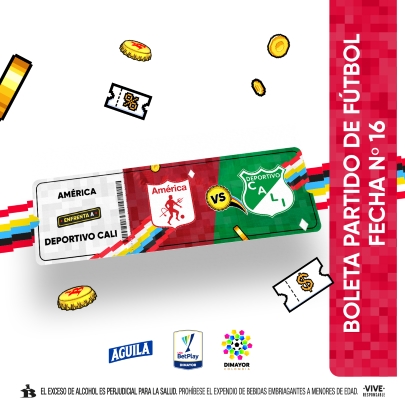 BOLETA PARTIDO DE FÚTBOL
FECHA Nº 16
AMÉRICA
ENFRENTA A
DEPORTIVO CALI
América
VS
DEPORTIVO
CALI
AGUILA
Liga
BetPlay
DIMAYOR
DIMAYOR
COLOMBIA
EL EXCESO DE ALCOHOL ES PERJUDICIAL PARA LA SALUD. PROHÍBESE EL EXPENDIO DE BEBIDAS EMBRIAGANTES A MENORES DE EDAD.
-VIVE-
RESPONSABLE